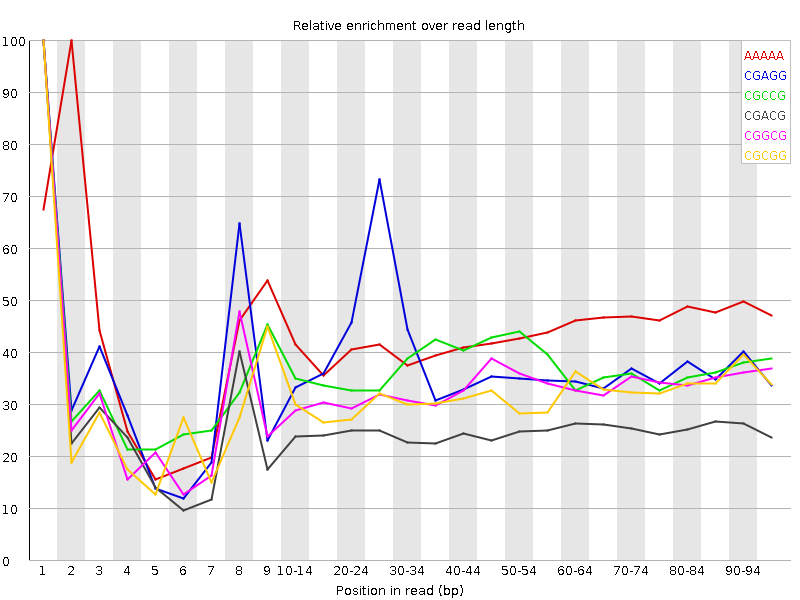 Relative enrichment over read length
100
90
80
70
60
50
40
30
20
10
0
AAAAA
CGAGG
CGCCG
CGACG
CGGCG
CGCGG
1 2 3 4 5 6 7 8 9 10-14 20-24 30-34 40-44 50-54 60-64 70-74 80-84 90-94
Position in read (bp)